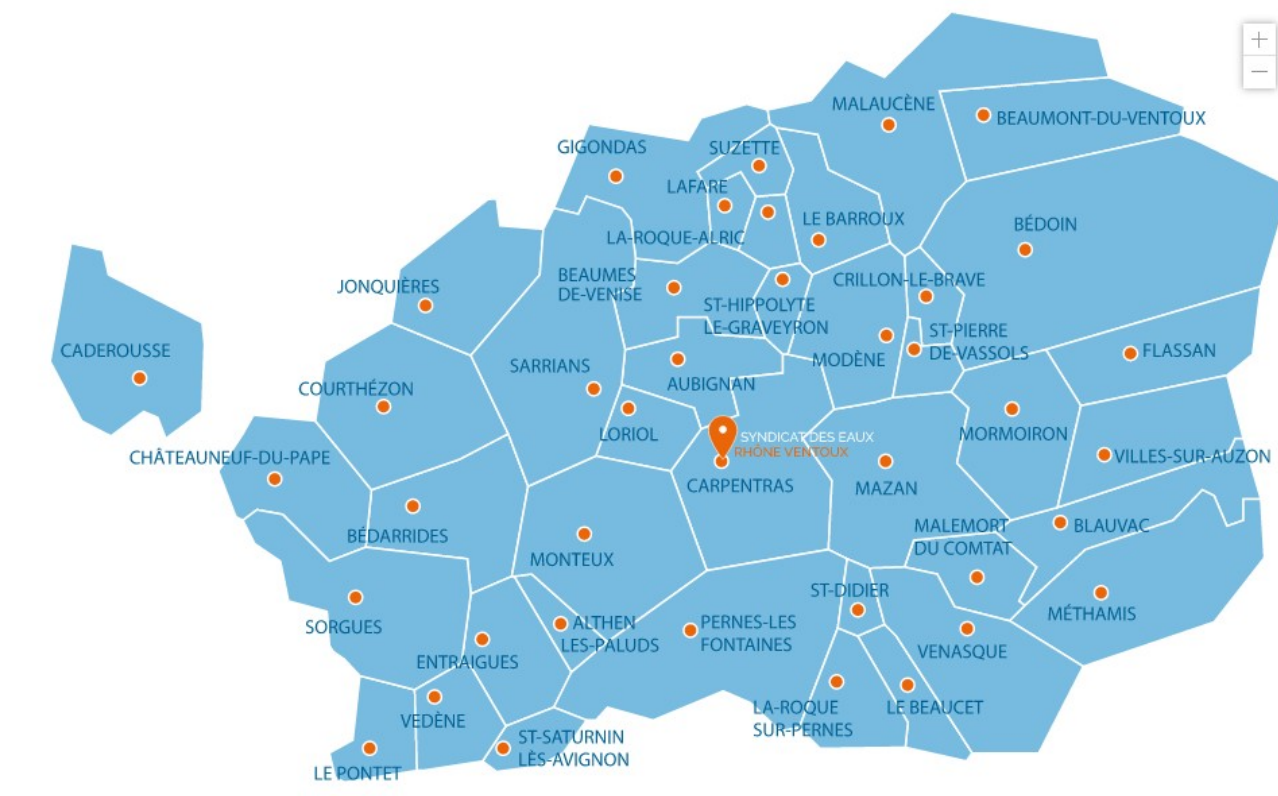 MALAUCÈNE
BEAUMONT-DU-VENTOUX
GIGONDAS
SUZETTE
LAFARE
LE BARROUX
BÉDOIN
LA-ROQUE-ALRIC
BEAUMES
DE-VENISE
CRILLON-LE-BRAVE
JONQUIÈRES
ST-HIPPOLYTE
LE-GRAVEYRON
ST-PIERRE
DE-VASSOLS
CADEROUSSE
FLASSAN
MODÈNE
SARRIANS
AUBIGNAN
COURTHÉZON
LORIOL
MORMOIRON
SYNDICAT DES EAUX
RHÔNE VENTOUX
CHÂTEAUNEUF-DU-PAPE
VILLES-SUR-AUZON
CARPENTRAS
MAZAN
BÉDARRIDES
MALEMORT
DU COMTAT
BLAUVAC
MONTEUX
ST-DIDIER
MÉTHAMIS
SORGUES
ALTHEN
LES-PALUDS
PERNES-LES
FONTAINES
VENASQUE
ENTRAIGUES
LA-ROQUE
SUR-PERNES
LE BEAUCET
VEDÈNE
ST-SATURNIN
LÈS-AVIGNON
LE PONTET